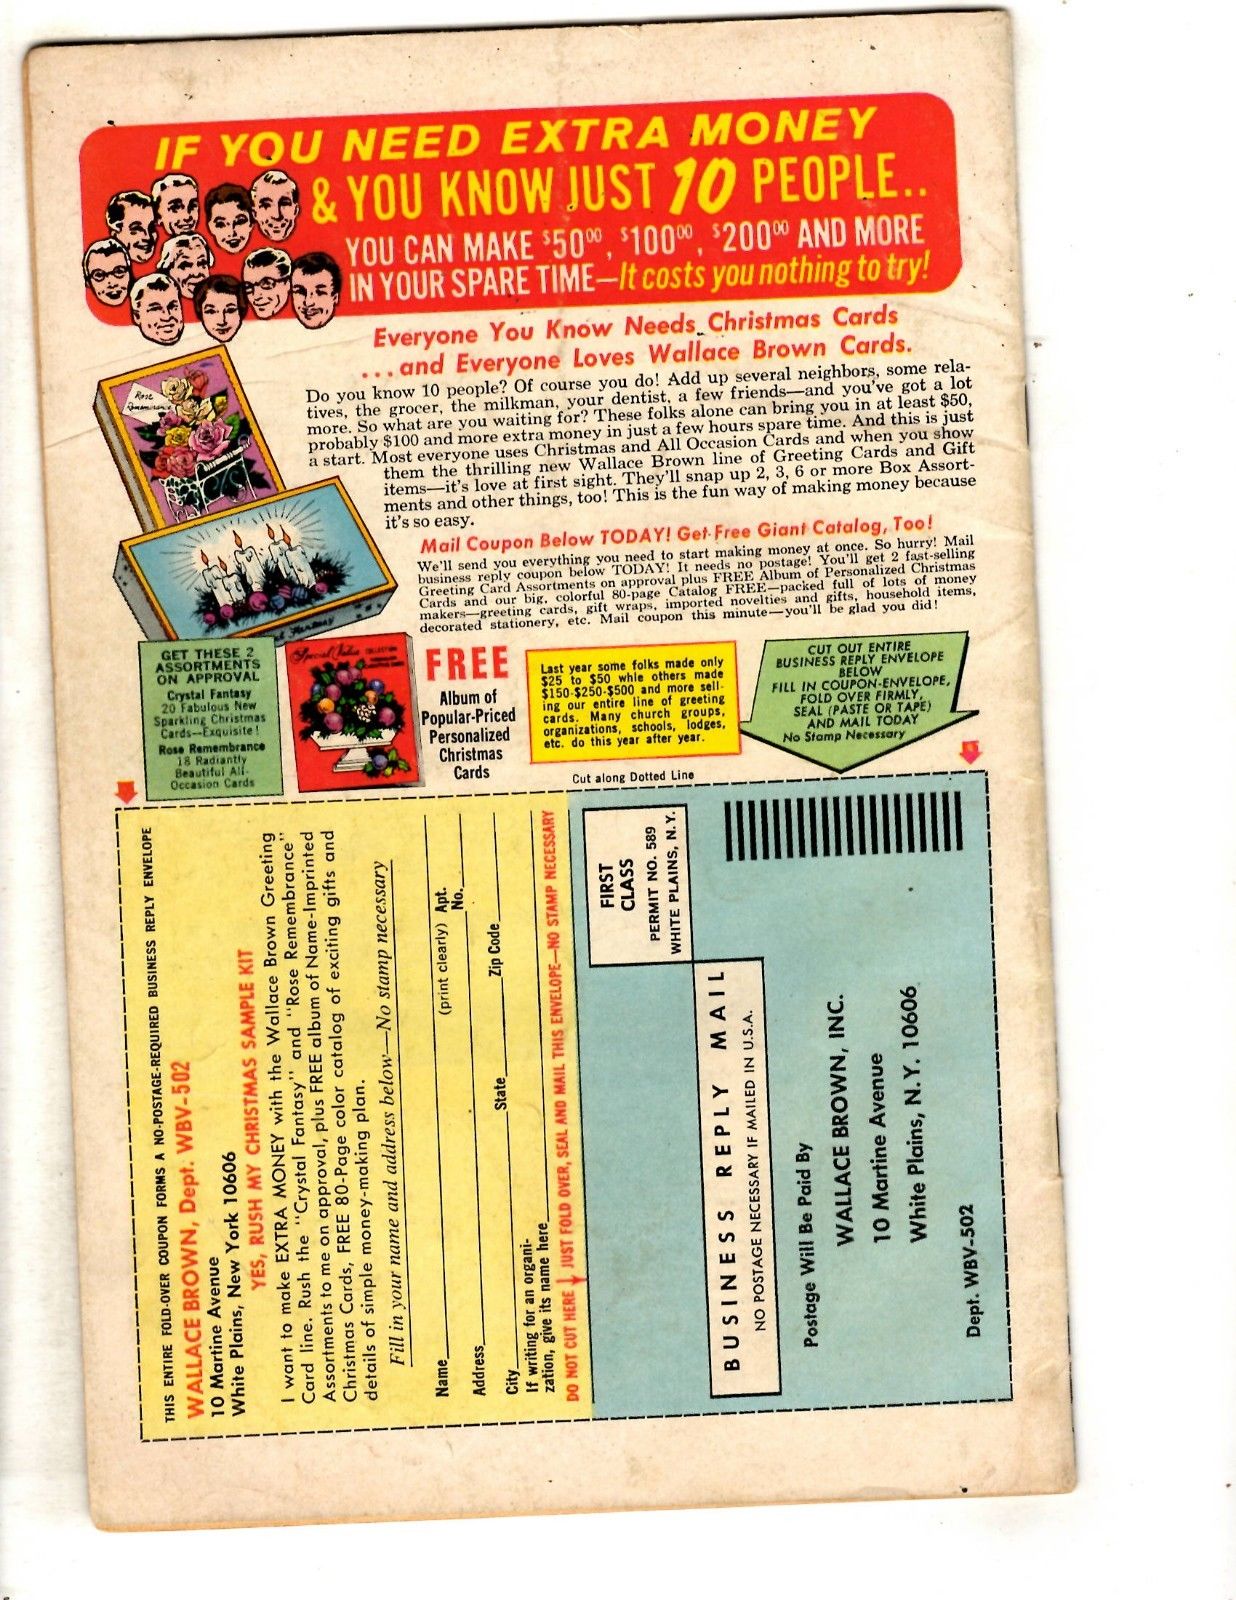 IF YOU NEED EXTRA MONEY
& YOU KNOW JUST 10 PEOPLE..
YOU CAN MAKE $50⁰⁰, $100⁰⁰, $200⁰⁰ AND MORE
IN YOUR SPARE TIME—It costs you nothing to try!
Everyone You Know Needs Christmas Cards
...and Everyone Loves Wallace Brown Cards.
Do you know 10 people? Of course you do! Add up several neighbors, some rela-
tives, the grocer, the milkman, your dentist, a few friends—and you've got a lot
more. So what are you waiting for? These folks alone can bring you in at least $50,
probably $100 and more extra money in just a few hours spare time. And this is just
a start. Most everyone uses Christmas and All Occasion Cards and when you show
them the thrilling new Wallace Brown line of Greeting Cards and Gift
items—it's love at first sight. They'll snap up 2, 3, 6 or more Box Assort-
ments and other things, too! This is the fun way of making money because
it's so easy.
Rose
Remembrance
Mail Coupon Below TODAY! Get Free Giant Catalog, Too!
We'll send you everything you need to start making money at once. So hurry! Mail
business reply coupon below TODAY! It needs no postage! You'll get 2 fast-selling
Greeting Card Assortments on approval plus FREE Album of Personalized Christmas
Cards and our big, colorful 80-page Catalog FREE—packed full of lots of money
makers—greeting cards, gift wraps, imported novelties and gifts, household items,
decorated stationery, etc. Mail coupon this minute—you'll be glad you did!
GET THESE 2
ASSORTMENTS
ON APPROVAL
Crystal Fantasy
20 Fabulous New
Sparkling Christmas
Cards—Exquisite!
Rose Remembrance
18 Radiantly
Beautiful All-
Occasion Cards
Special Value COLLECTION
FREE
Album of
Popular-Priced
Personalized
Christmas
Cards
Last year some folks made only
$25 to $50 whle others made
$150-$250-$500 and more sell-
ing our entire line of greeting
cards. Many church groups,
organizations, schools, lodges,
etc. do this year after year.
CUT OUT ENTIRE
BUSINESS REPLY ENVELOPE
BELOW
FILL IN COUPON-ENVELOPE,
FOLD OVER FIRMLY,
SEAL (PASTE OR TAPE)
AND MAIL TODAY
No Stamp Necessary
Cut along Dotted Line
THIS ENTIRE FOLD-OVER COUPON FORMS A NO-POSTAGE-REQUIRED BUSINESS REPLY ENVELOPE
WALLACE BROWN, Dept. WBV-502
10 Martine Avenue
White Plains, New York 10606
YES, RUSH MY CHRISTMAS SAMPLE KIT
I want to make EXTRA MONEY with the Wallace Brown Greeting
Card line. Rush the "Crystal Fantasy" and "Rose Remembrance"
Assortments to me on approval, plus FREE album of Name-Imprinted
Christmas Cards, FREE 80-Page color catalog of exciting gifts and
details of simple money-making plan.
Fill in your name and address below—No stamp necessary
Name (print clearly) Apt.
Address No.
City State Zip Code
If writing for an organi-
zation, give its name here
DO NOT CUT HERE JUST FOLD OVER, SEAL AND MAIL THIS ENVELOPE—NO STAMP NECESSARY
FIRST
CLASS
PERMIT NO. 589
WHITE PLAINS, N.Y.
BUSINESS REPLY MAIL
NO POSTAGE NECESSARY IF MAILED IN U.S.A.
Postage Will Be Paid By
WALLACE BROWN, INC.
10 Martine Avenue
White Plains, N.Y. 10606
Dept. WBV-502